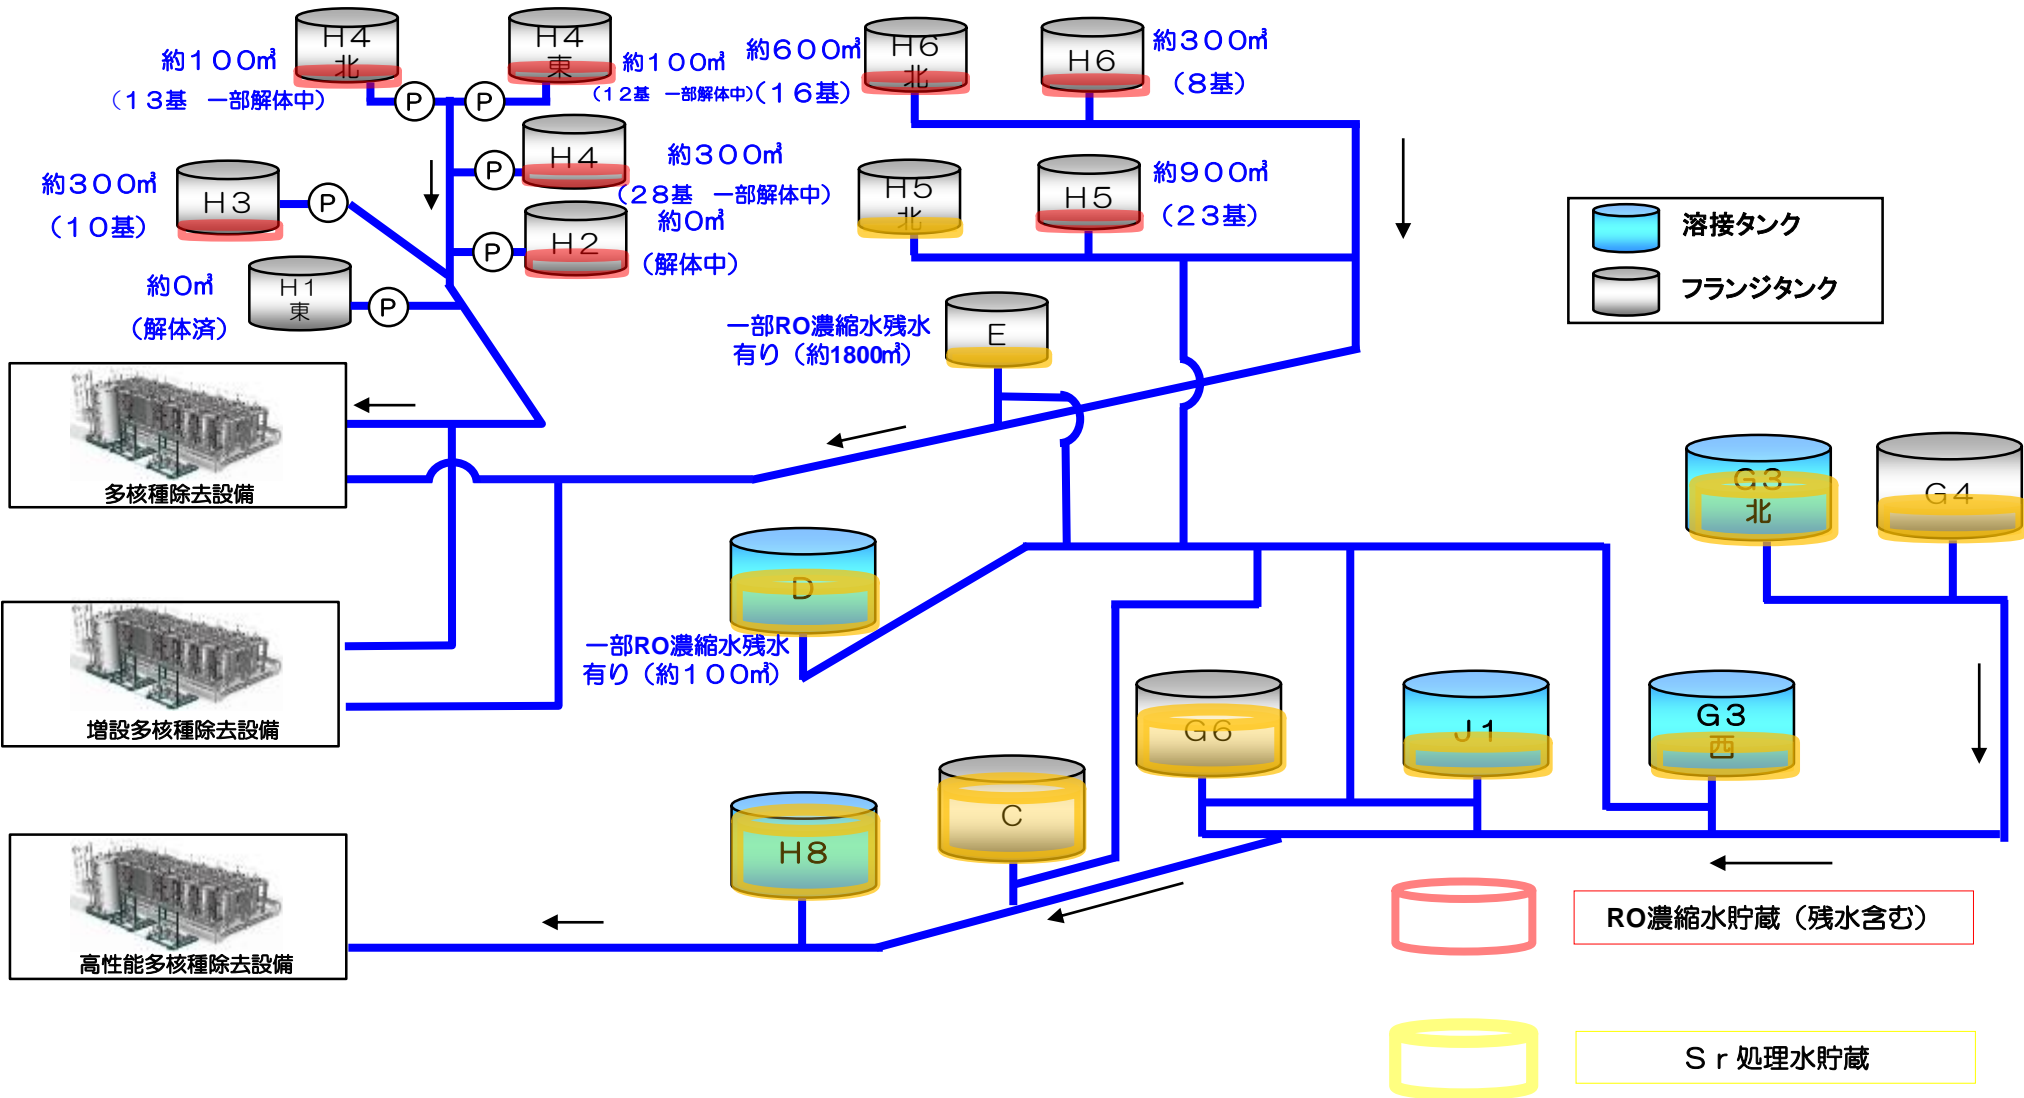 H4
北
約100㎥
（13基　一部解体中）
H4
東
約100㎥
（12基　一部解体中）
H6
北
約600㎥
（16基）
H6
約300㎥
（8基）
P
P
H4
約300㎥
（28基　一部解体中）
P
H3
約300㎥
（10基）
P
H2
約0㎥
（解体中）
P
H1
東
約0㎥
（解体済）
P
H5
北
H5
約900㎥
（23基）
溶接タンク
フランジタンク
E
一部RO濃縮水残水
有り（約1800㎥）
多核種除去設備
G3
北
G4
D
一部RO濃縮水残水
有り（約100㎥）
増設多核種除去設備
G6
J1
G3
西
C
H8
高性能多核種除去設備
RO濃縮水貯蔵（残水含む）
Ｓｒ処理水貯蔵